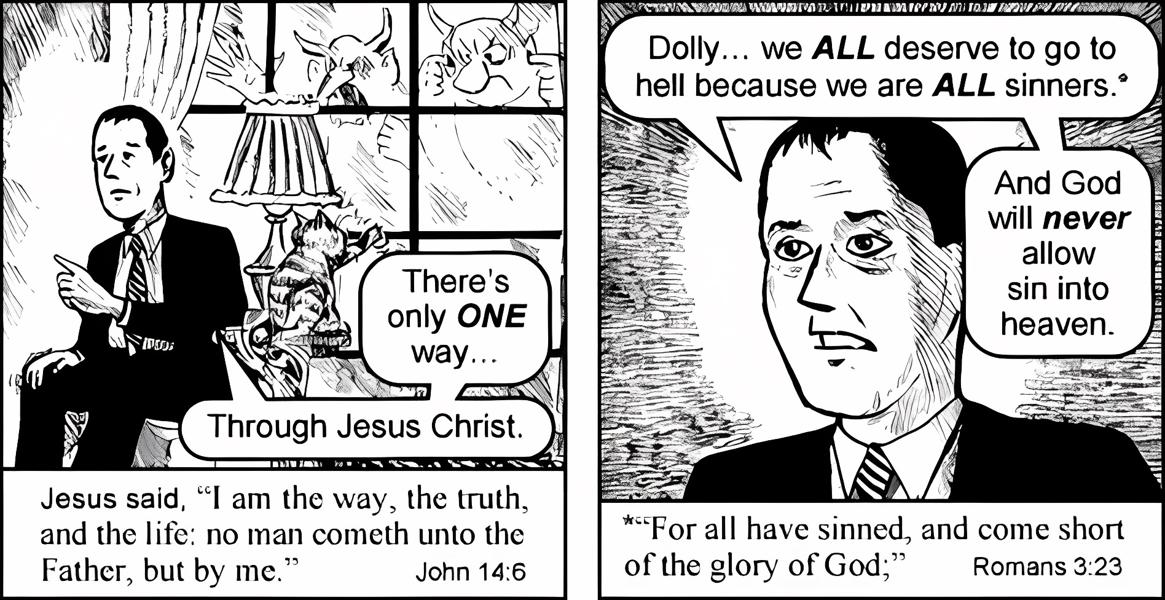 There's
only ONE
way...
Through Jesus Christ.
Jesus said, “I am the way, the truth,
and the life: no man cometh unto the
Father, but by me.” John 14:6
Dolly... we ALL deserve to go to
hell because we are ALL sinners.*
And God
will never
allow
sin into
heaven.
*“For all have sinned, and come short
of the glory of God;” Romans 3:23